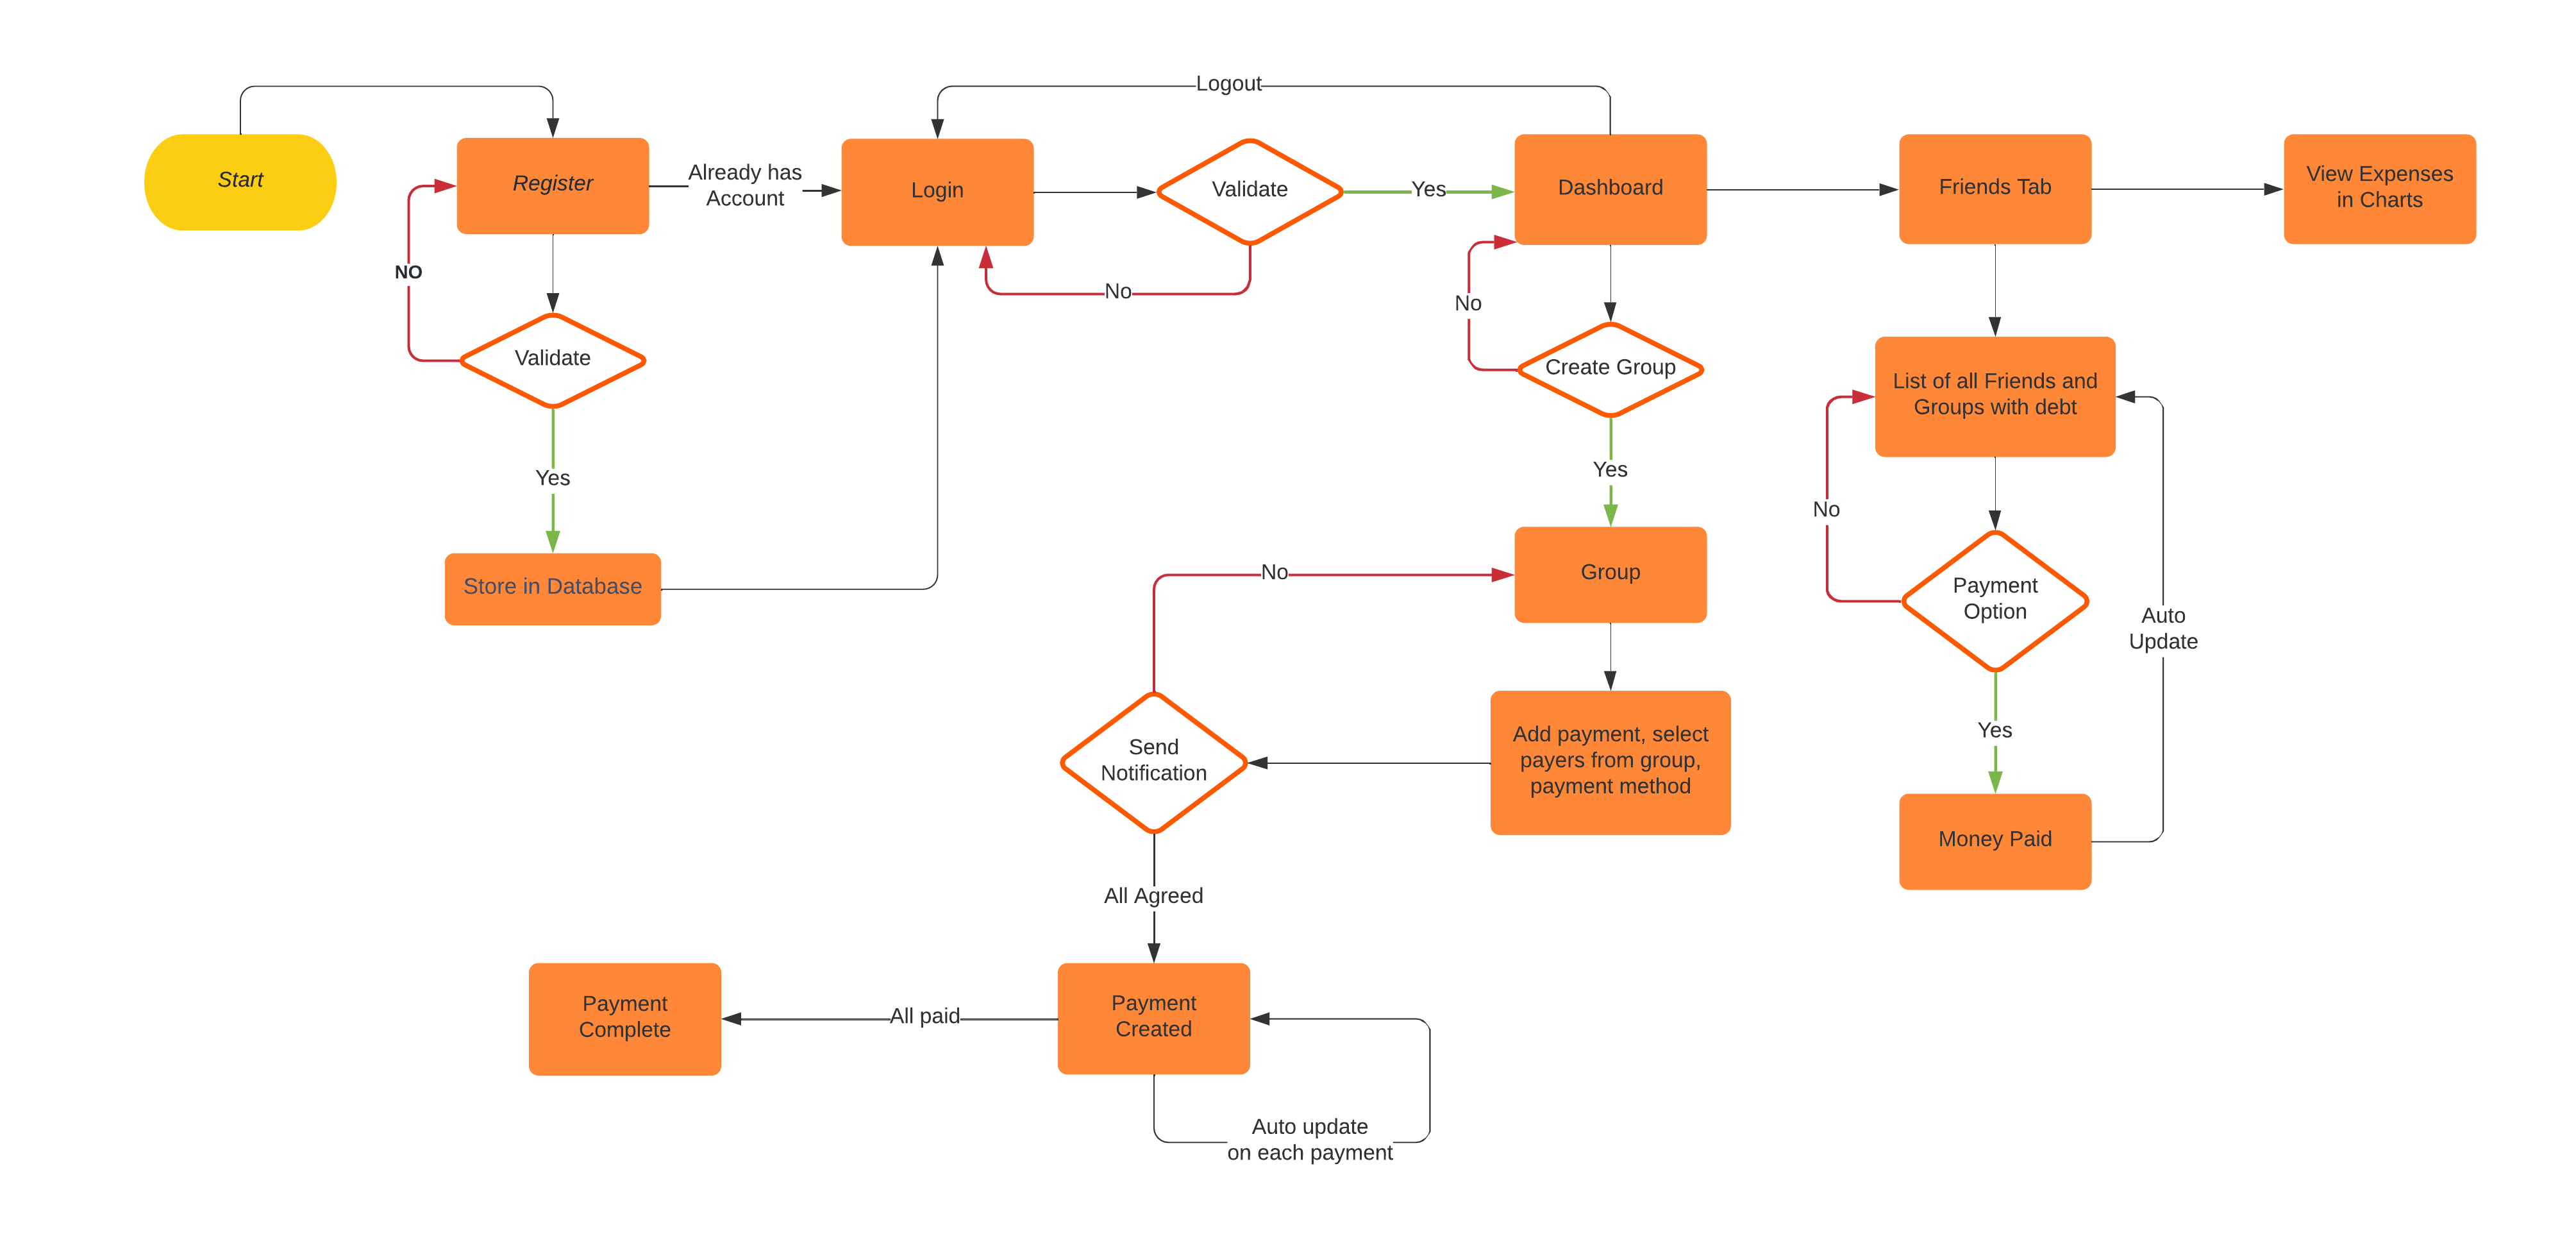 Logout
Start
Register
Already has
Account
Login
Validate
Yes
Dashboard
Friends Tab
View Expenses
in Charts
NO
No
No
Validate
Create Group
List of all Friends and
Groups with debt
Yes
Yes
No
Store in Database
No
Group
Payment
Option
Auto
Update
Send
Notification
Add payment, select
payers from group,
payment method
Yes
Money Paid
All Agreed
Payment
Complete
All paid
Payment
Created
Auto update
on each payment